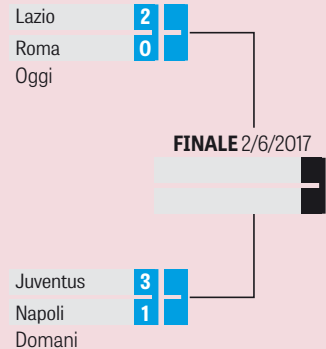 Lazio 2
Roma 0
Oggi
FINALE 2/6/2017
Juventus 3
Napoli 1
Domani